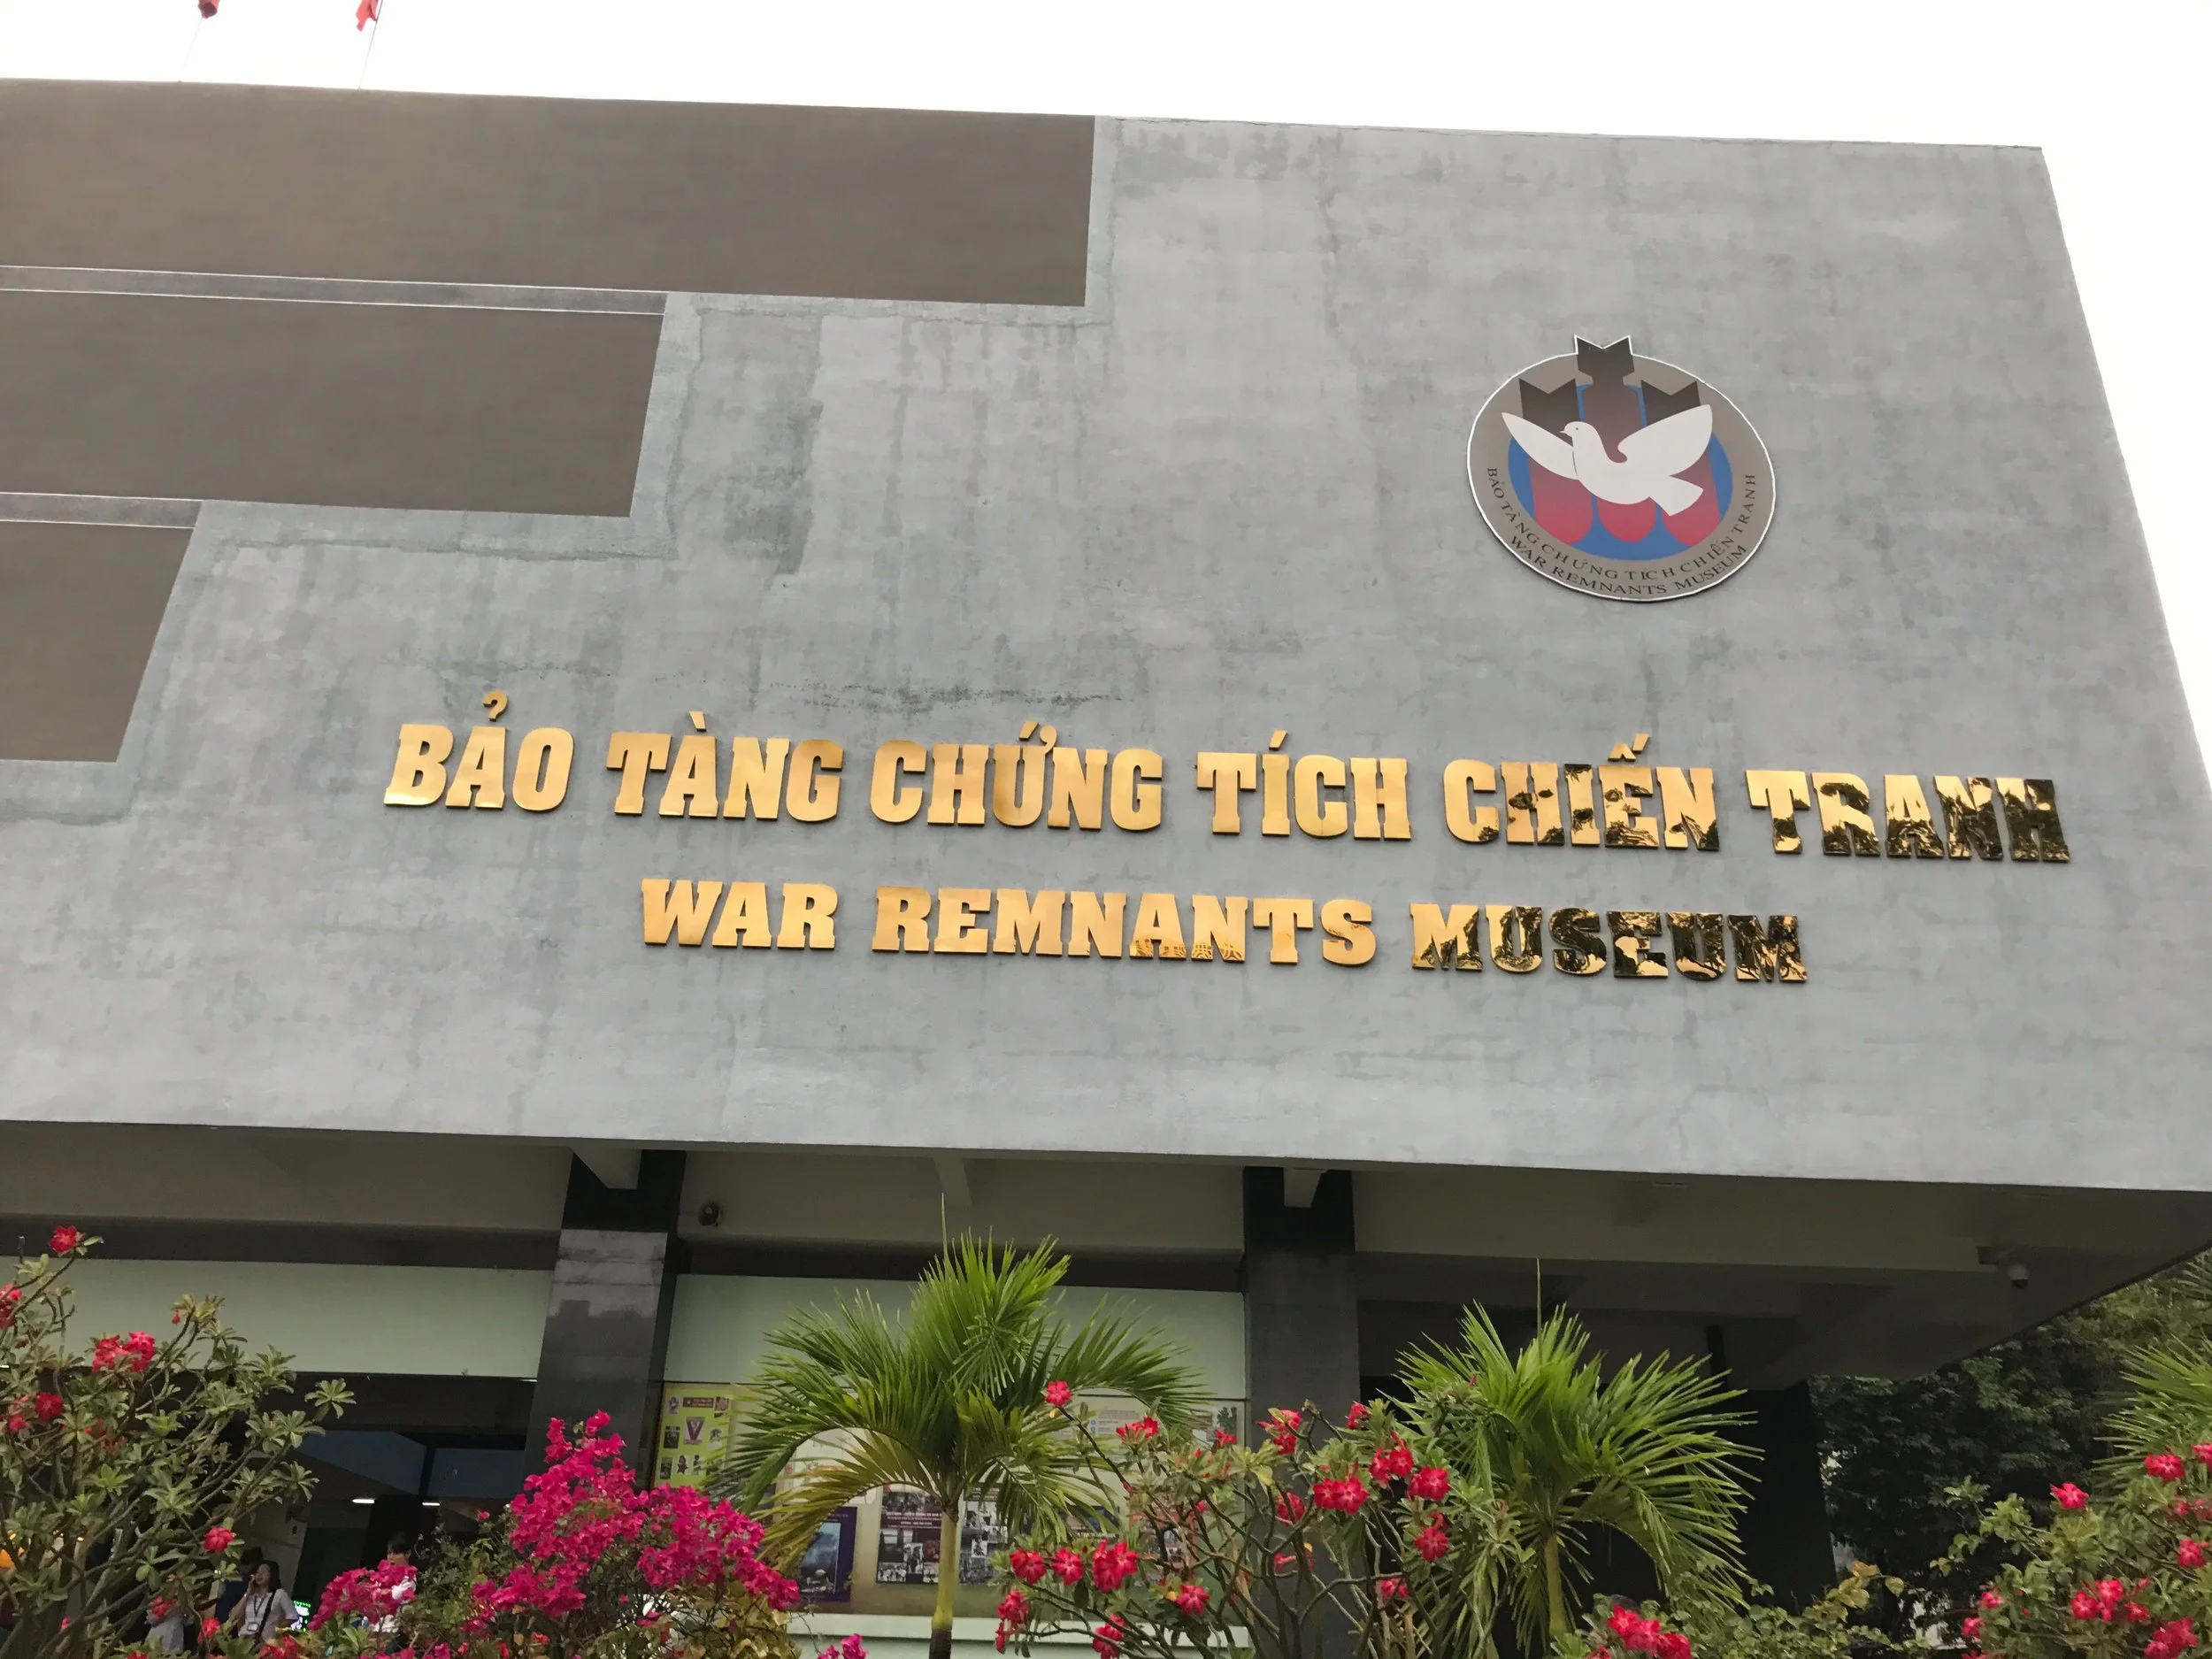 BẢO TÀNG CHỨNG TÍCH CHIẾN TRANH
WAR REMNANTS MUSEUM
BẢO TÀNG CHỨNG TÍCH CHIẾN TRANH
WAR REMNANTS MUSEUM